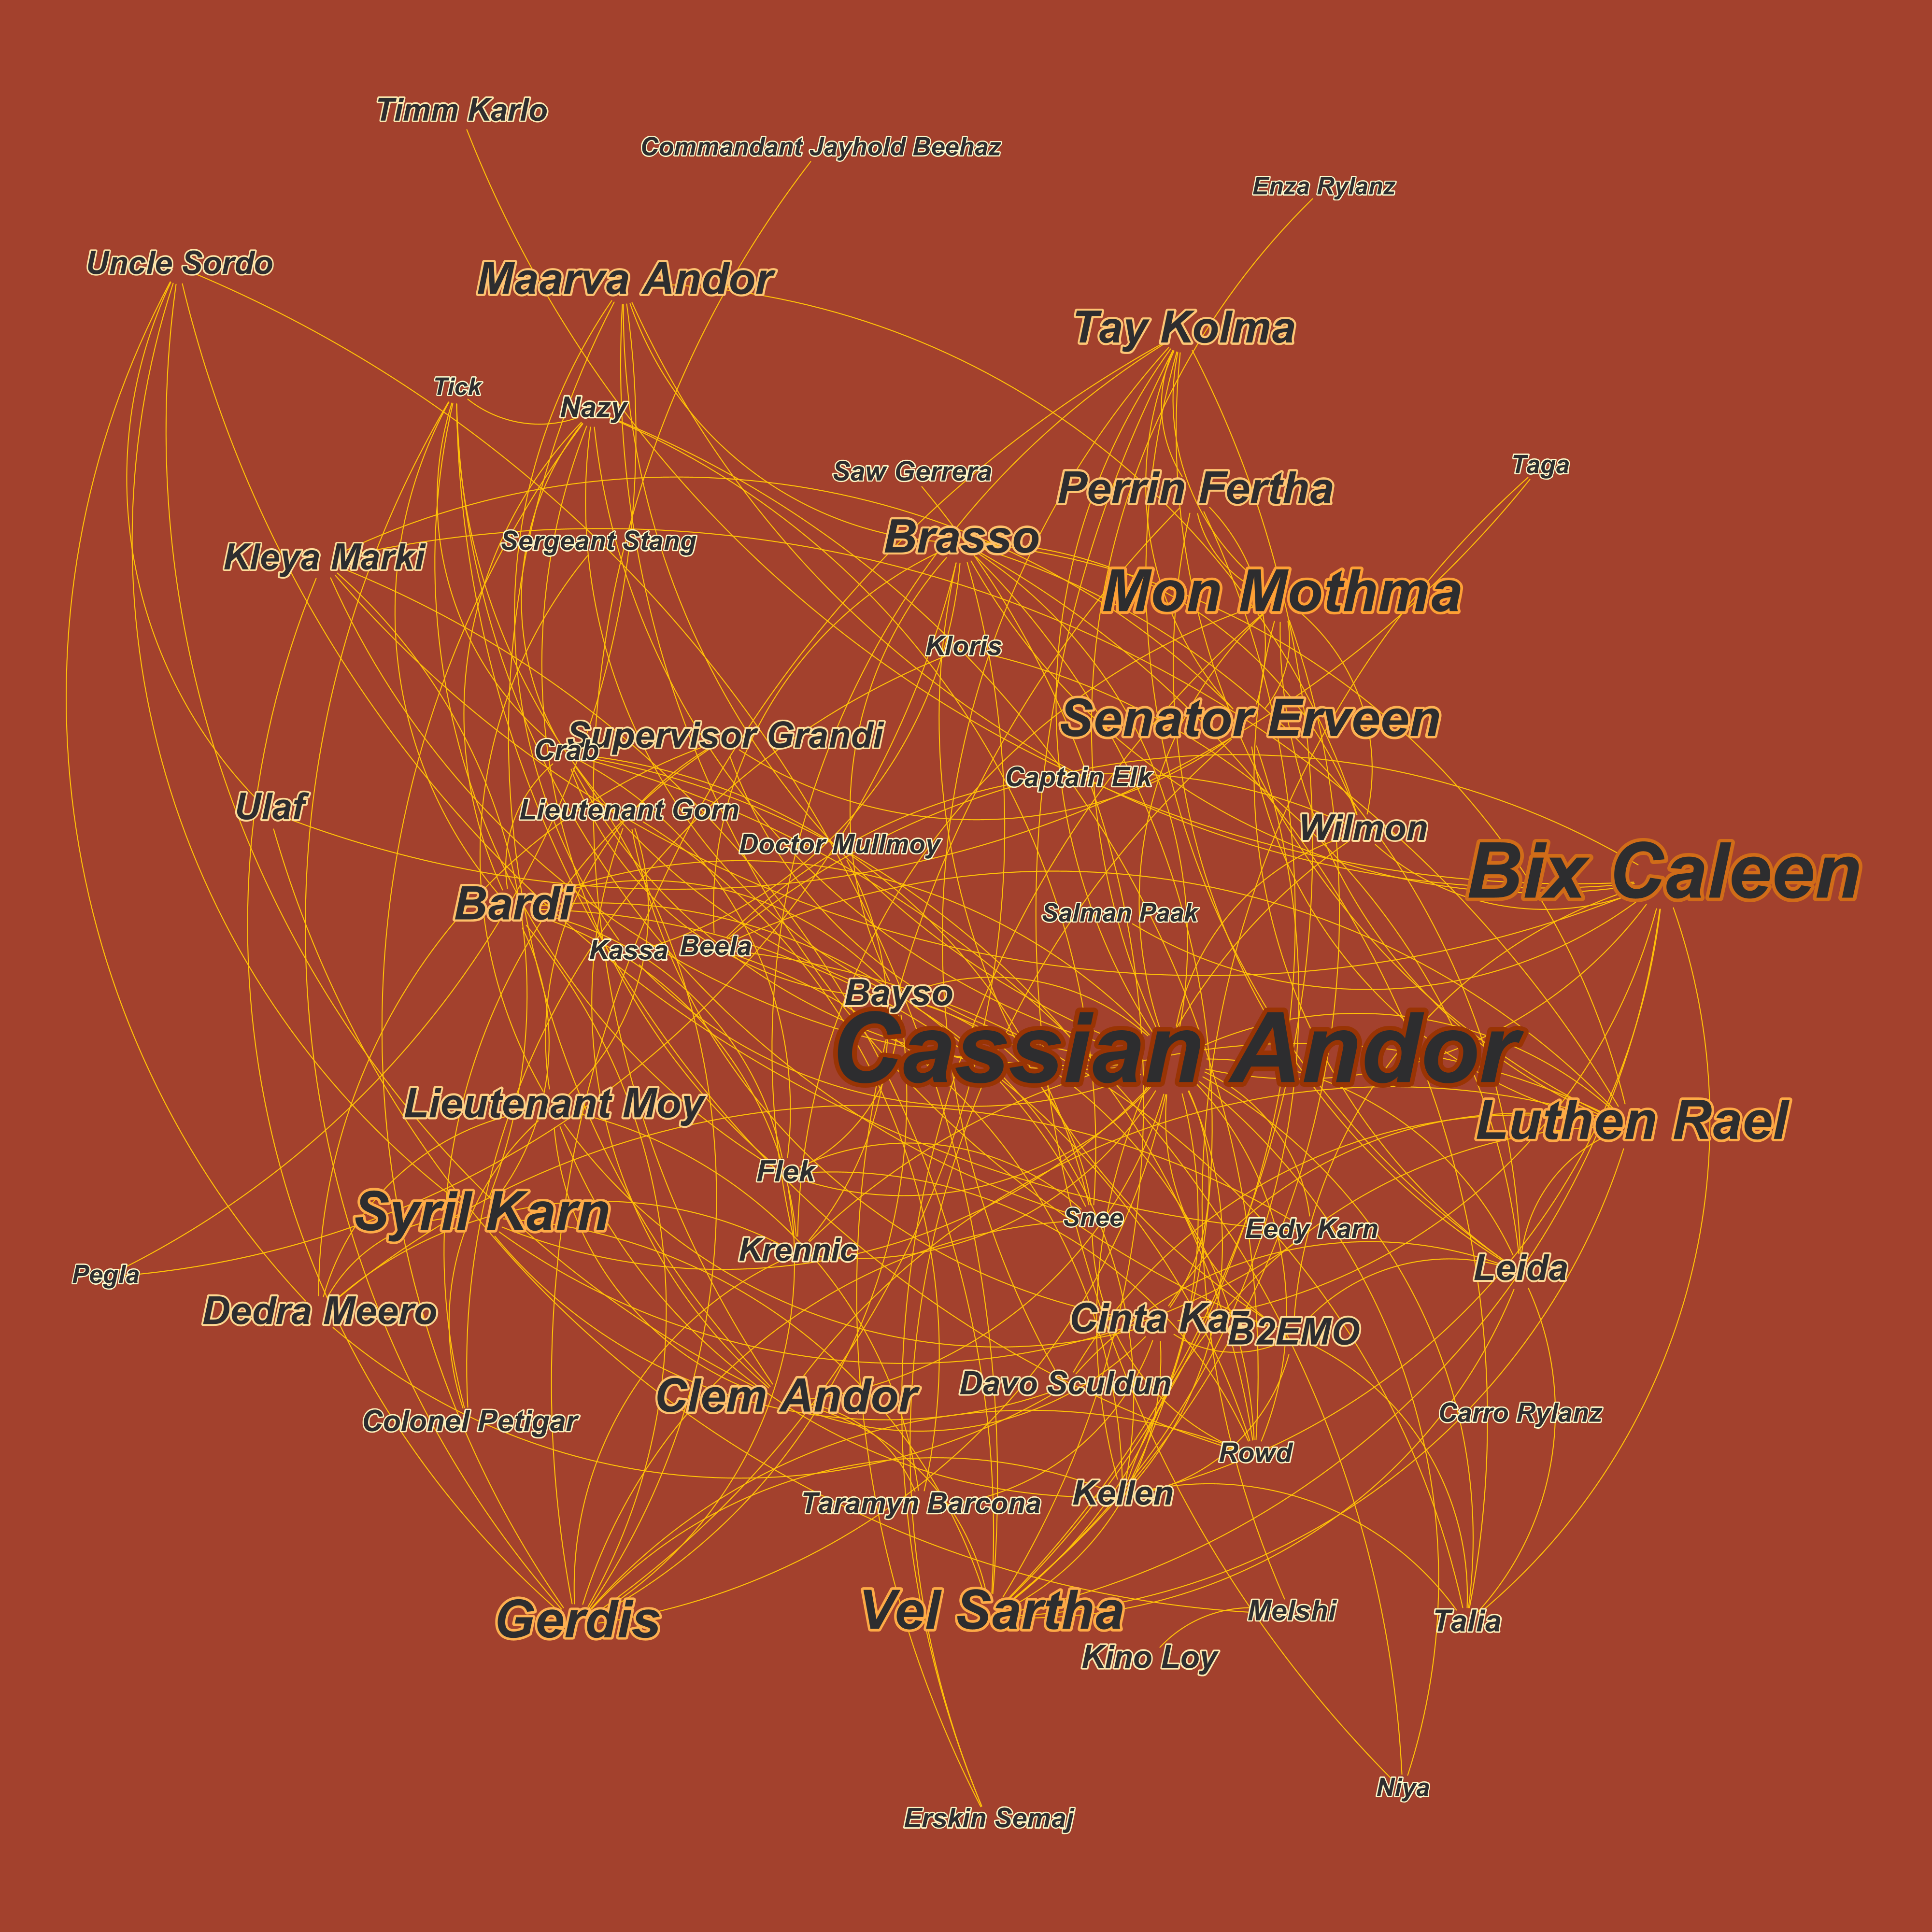 Timm Karlo
Commandant Jayhold Beehaz
Enza Rylanz
Uncle Sordo
Maarva Andor
Tay Kolma
Tick
Nazy
Saw Gerrera
Perrin Fertha
Taga
Sergeant Stang
Brasso
Kleya Marki
Mon Mothma
Kloris
Senator Erveen
Supervisor Grandi
Crab
Captain Elk
Ulaf
Lieutenant Gorn
Wilmon
Doctor Mullmoy
Bix Caleen
Bardi
Salman Paak
Kassa
Beela
Bayso
Cassian Andor
Lieutenant Moy
Luthen Rael
Flek
Syril Karn
Snee
Eedy Karn
Krennic
Leida
Pegla
Dedra Meero
Cinta Kaz
B2EMO
Davo Sculdun
Clem Andor
Colonel Petigar
Carro Rylanz
Rowd
Kellen
Taramyn Barcona
Gerdis
Vel Sartha
Melshi
Talia
Kino Loy
Niya
Erskin Semaj